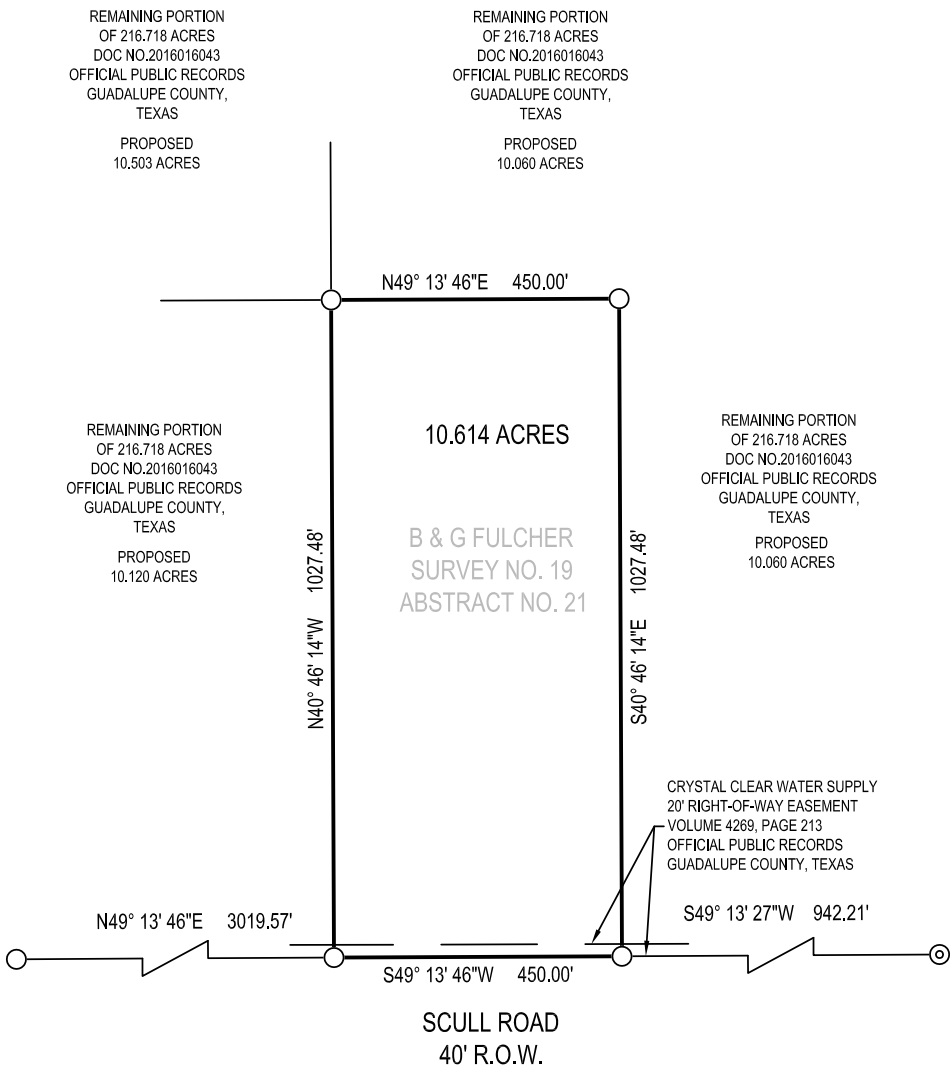 REMAINING PORTION
OF 216.718 ACRES
DOC NO.2016016043
OFFICIAL PUBLIC RECORDS
GUADALUPE COUNTY,
TEXAS
PROPOSED
10.503 ACRES
REMAINING PORTION
OF 216.718 ACRES
DOC NO.2016016043
OFFICIAL PUBLIC RECORDS
GUADALUPE COUNTY,
TEXAS
PROPOSED
10.060 ACRES
N49° 13' 46"E 450.00'
REMAINING PORTION
OF 216.718 ACRES
DOC NO.2016016043
OFFICIAL PUBLIC RECORDS
GUADALUPE COUNTY,
TEXAS
PROPOSED
10.120 ACRES
N40° 46' 14"W 1027.48'
10.614 ACRES
B & G FULCHER
SURVEY NO. 19
ABSTRACT NO. 21
S40° 46' 14"E 1027.48'
REMAINING PORTION
OF 216.718 ACRES
DOC NO.2016016043
OFFICIAL PUBLIC RECORDS
GUADALUPE COUNTY,
TEXAS
PROPOSED
10.060 ACRES
CRYSTAL CLEAR WATER SUPPLY
20' RIGHT-OF-WAY EASEMENT
VOLUME 4269, PAGE 213
OFFICIAL PUBLIC RECORDS
GUADALUPE COUNTY, TEXAS
N49° 13' 46"E 3019.57'
S49° 13' 27"W 942.21'
S49° 13' 46"W 450.00'
SCULL ROAD
40' R.O.W.